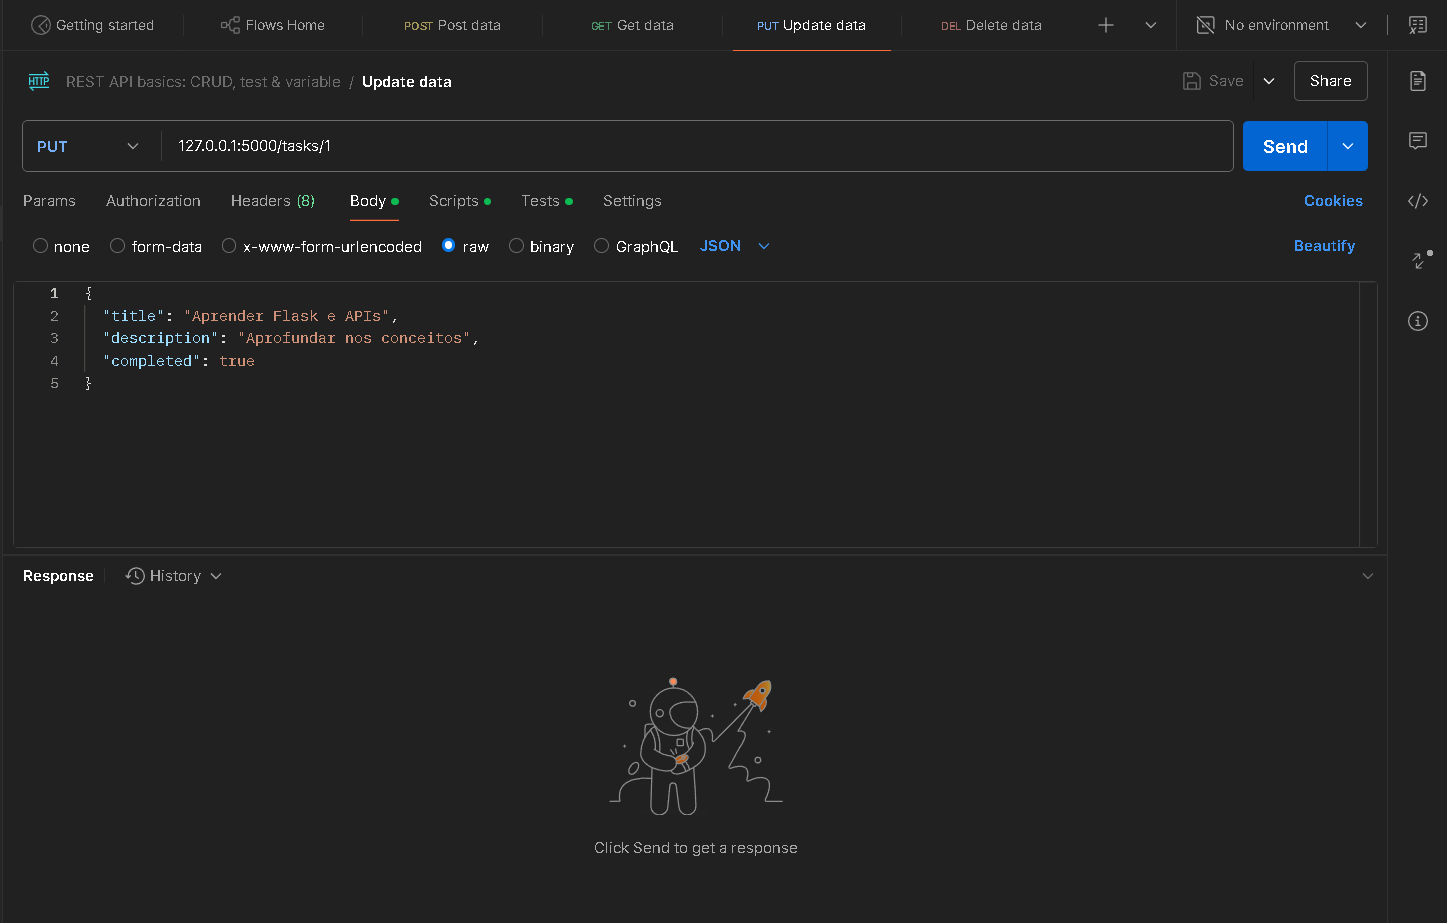 Getting started
Flows Home
POST Post data
GET Get data
PUT Update data
DEL Delete data
No environment
HTTP
REST API basics: CRUD, test & variable / Update data
Save
Share
PUT
127.0.0.1:5000/tasks/1
Send
Params
Authorization
Headers (8)
Body
Scripts
Tests
Settings
Cookies
none
form-data
x-www-form-urlencoded
raw
binary
GraphQL
JSON
Beautify
1 {
2 "title": "Aprender Flask e APIs",
3 "description": "Aprofundar nos conceitos",
4 "completed": true
5 }
Response
History
Click Send to get a response